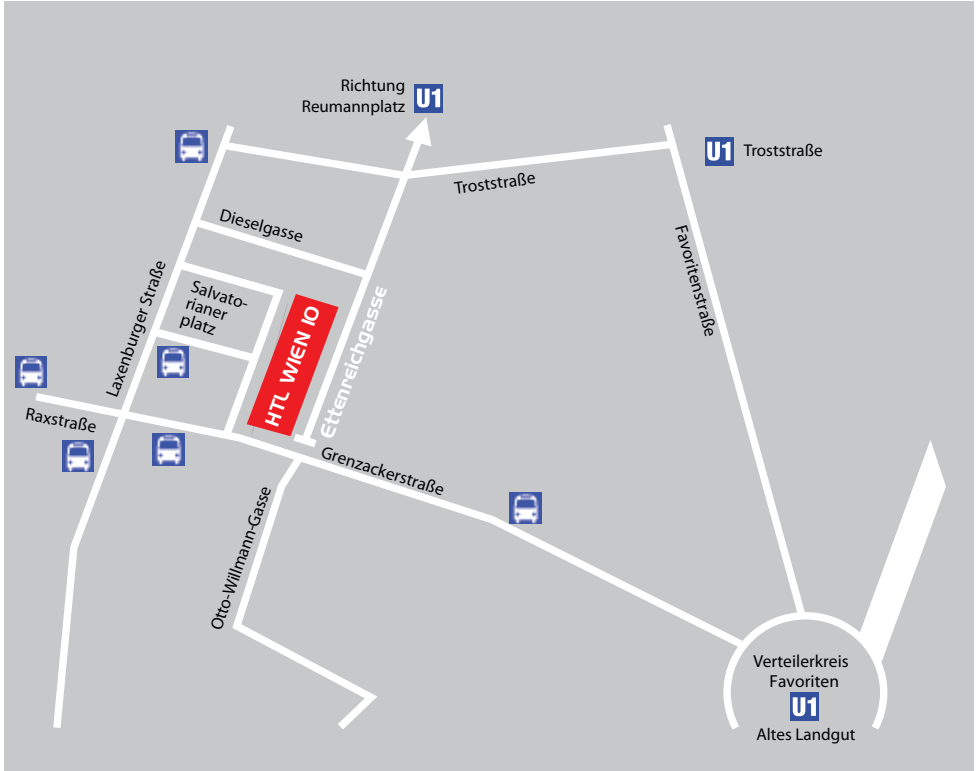 Richtung
Reumannplatz
U1
U1
Troststraße
Troststraße
Dieselgasse
Favoritenstraße
Laxenburger Straße
Salvato-
rianer
platz
HTL WIEN 10
Ettenreichgasse
Raxstraße
Grenzackerstraße
Otto-Willmann-Gasse
Verteilerkreis
Favoriten
U1
Altes Landgut